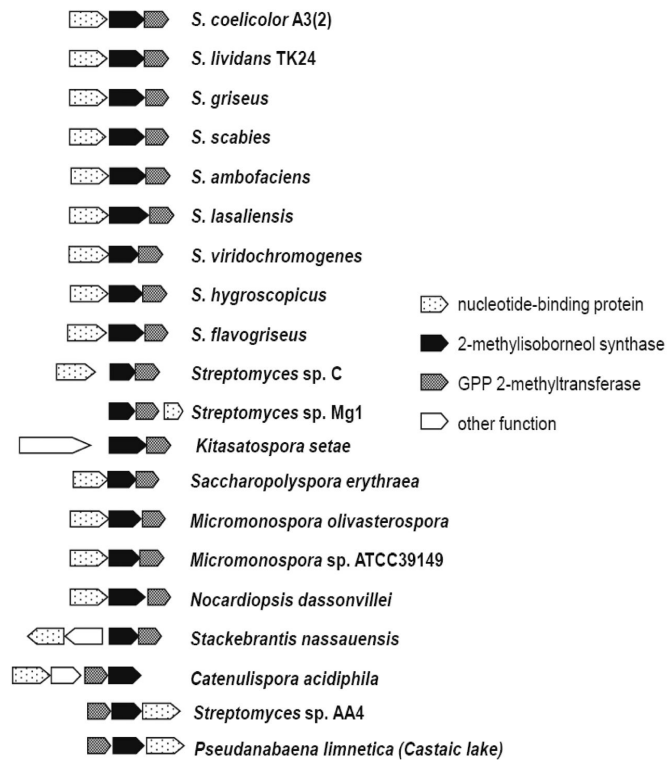 S. coelicolor A3(2)
S. lividans TK24
S. griseus
S. scabies
S. ambofaciens
S. lasaliensis
S. viridochromogenes
S. hygroscopicus
S. flavogriseus
Streptomyces sp. C
Streptomyces sp. Mg1
Kitasatospora setae
Saccharopolyspora erythraea
Micromonospora olivasterospora
Micromonospora sp. ATCC39149
Nocardiopsis dassonvillei
Stackebrantis nassauensis
Catenulispora acidiphila
Streptomyces sp. AA4
Pseudanabaena limnetica (Castaic lake)
nucleotide-binding protein
2-methylisoborneol synthase
GPP 2-methyltransferase
other function